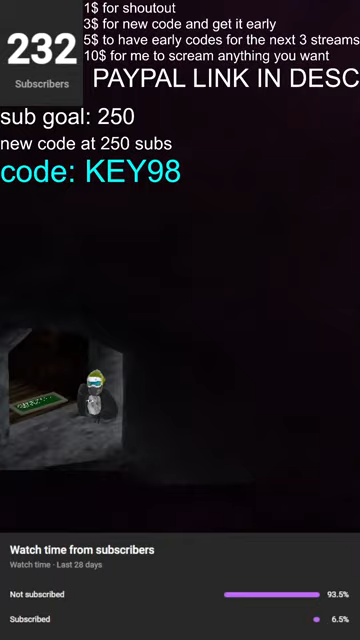 232
Subscribers
1$ for shoutout
3$ for new code and get it early
5$ to have early codes for the next 3 streams
10$ for me to scream anything you want
PAYPAL LINK IN DESC
sub goal: 250
new code at 250 subs
code: KEY98
Watch time from subscribers
Watch time · Last 28 days
Not subscribed 93.5%
Subscribed 6.5%